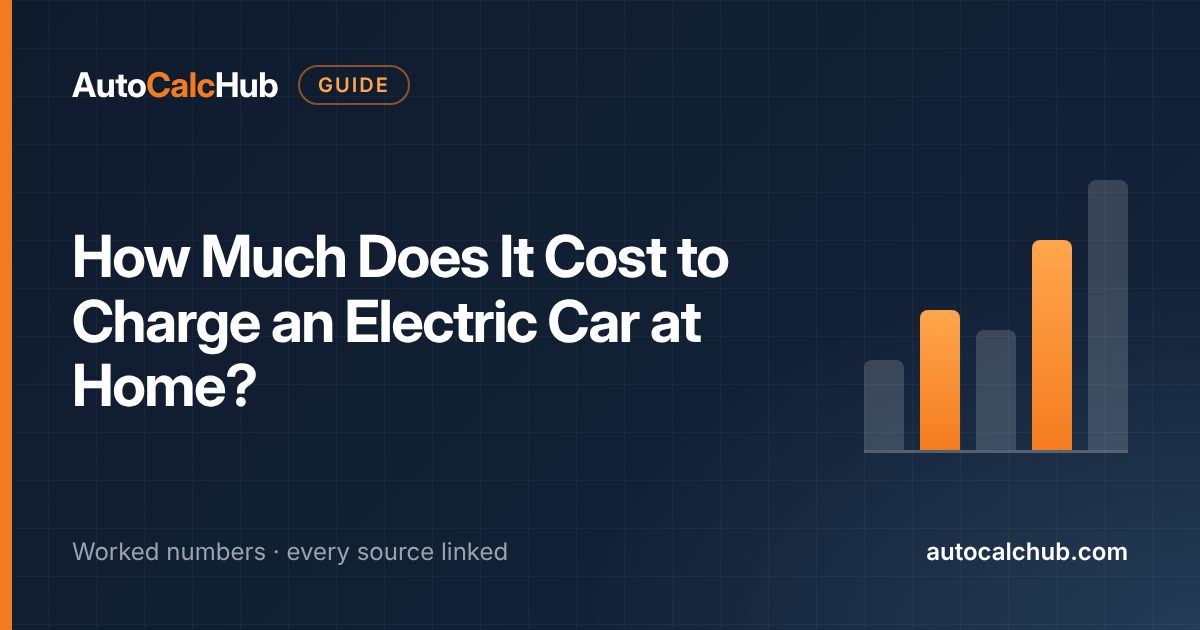 AutoCalcHub GUIDE
How Much Does It Cost to
Charge an Electric Car at
Home?
Worked numbers · every source linked
autocalchub.com